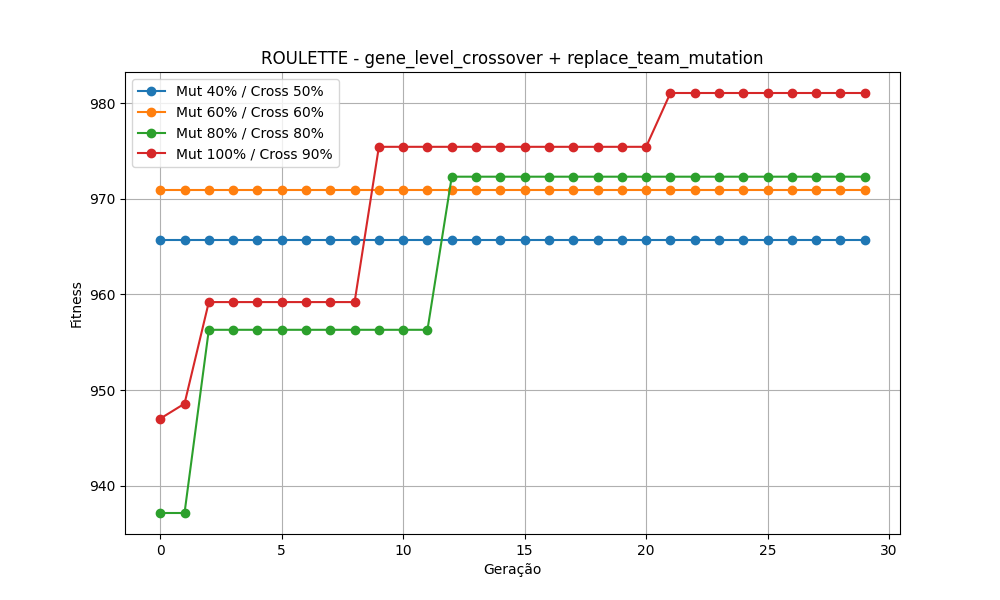 ROULETTE - gene_level_crossover + replace_team_mutation
Mut 40% / Cross 50%
Mut 60% / Cross 60%
Mut 80% / Cross 80%
Mut 100% / Cross 90%
Fitness
980
970
960
950
940
0 5 10 15 20 25 30
Geração